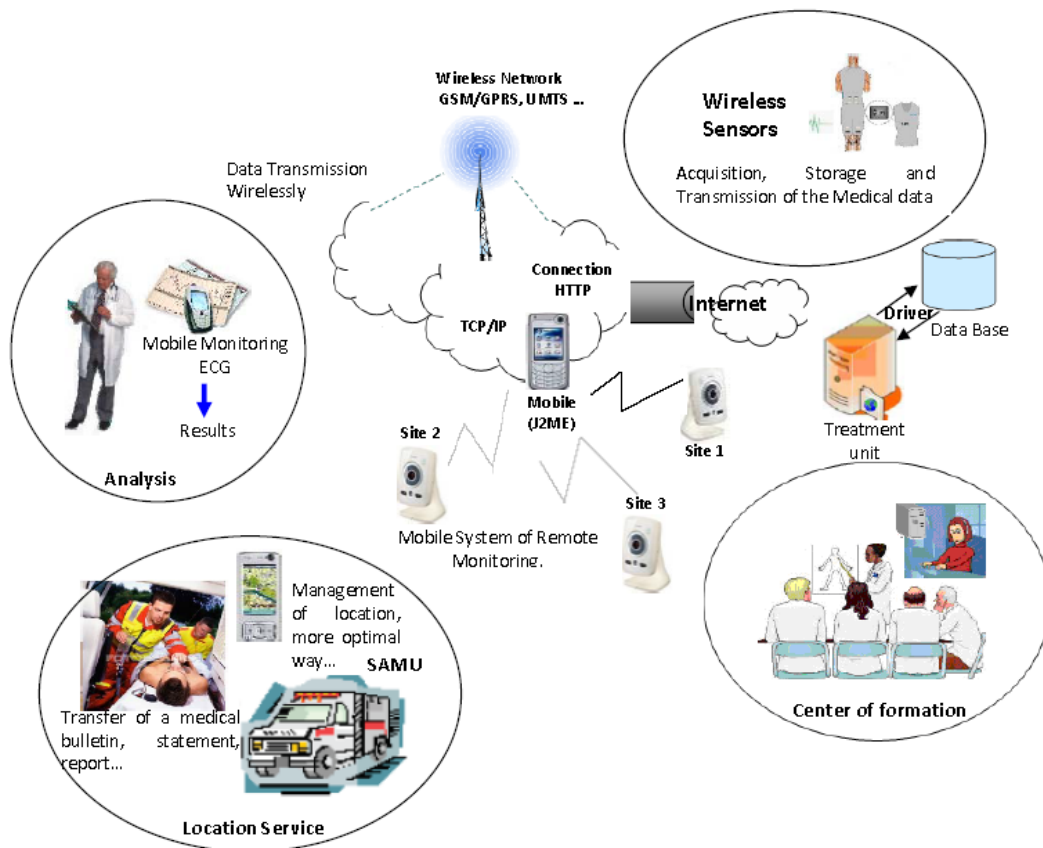 Wireless Network
GSM/GPRS, UMTS ...
Wireless
Sensors
Acquisition, Storage and
Transmission of the Medical data
Data Transmission
Wirelessly
Connection
HTTP
Internet
TCP/IP
Driver
Data Base
Mobile Monitoring
ECG
Results
Analysis
Mobile
(J2ME)
Site 1
Treatment
unit
Site 2
Site 3
Mobile System of Remote
Monitoring.
Management
of location,
more optimal
way...
SAMU
Transfer of a medical
bulletin, statement,
report...
Location Service
Center of formation